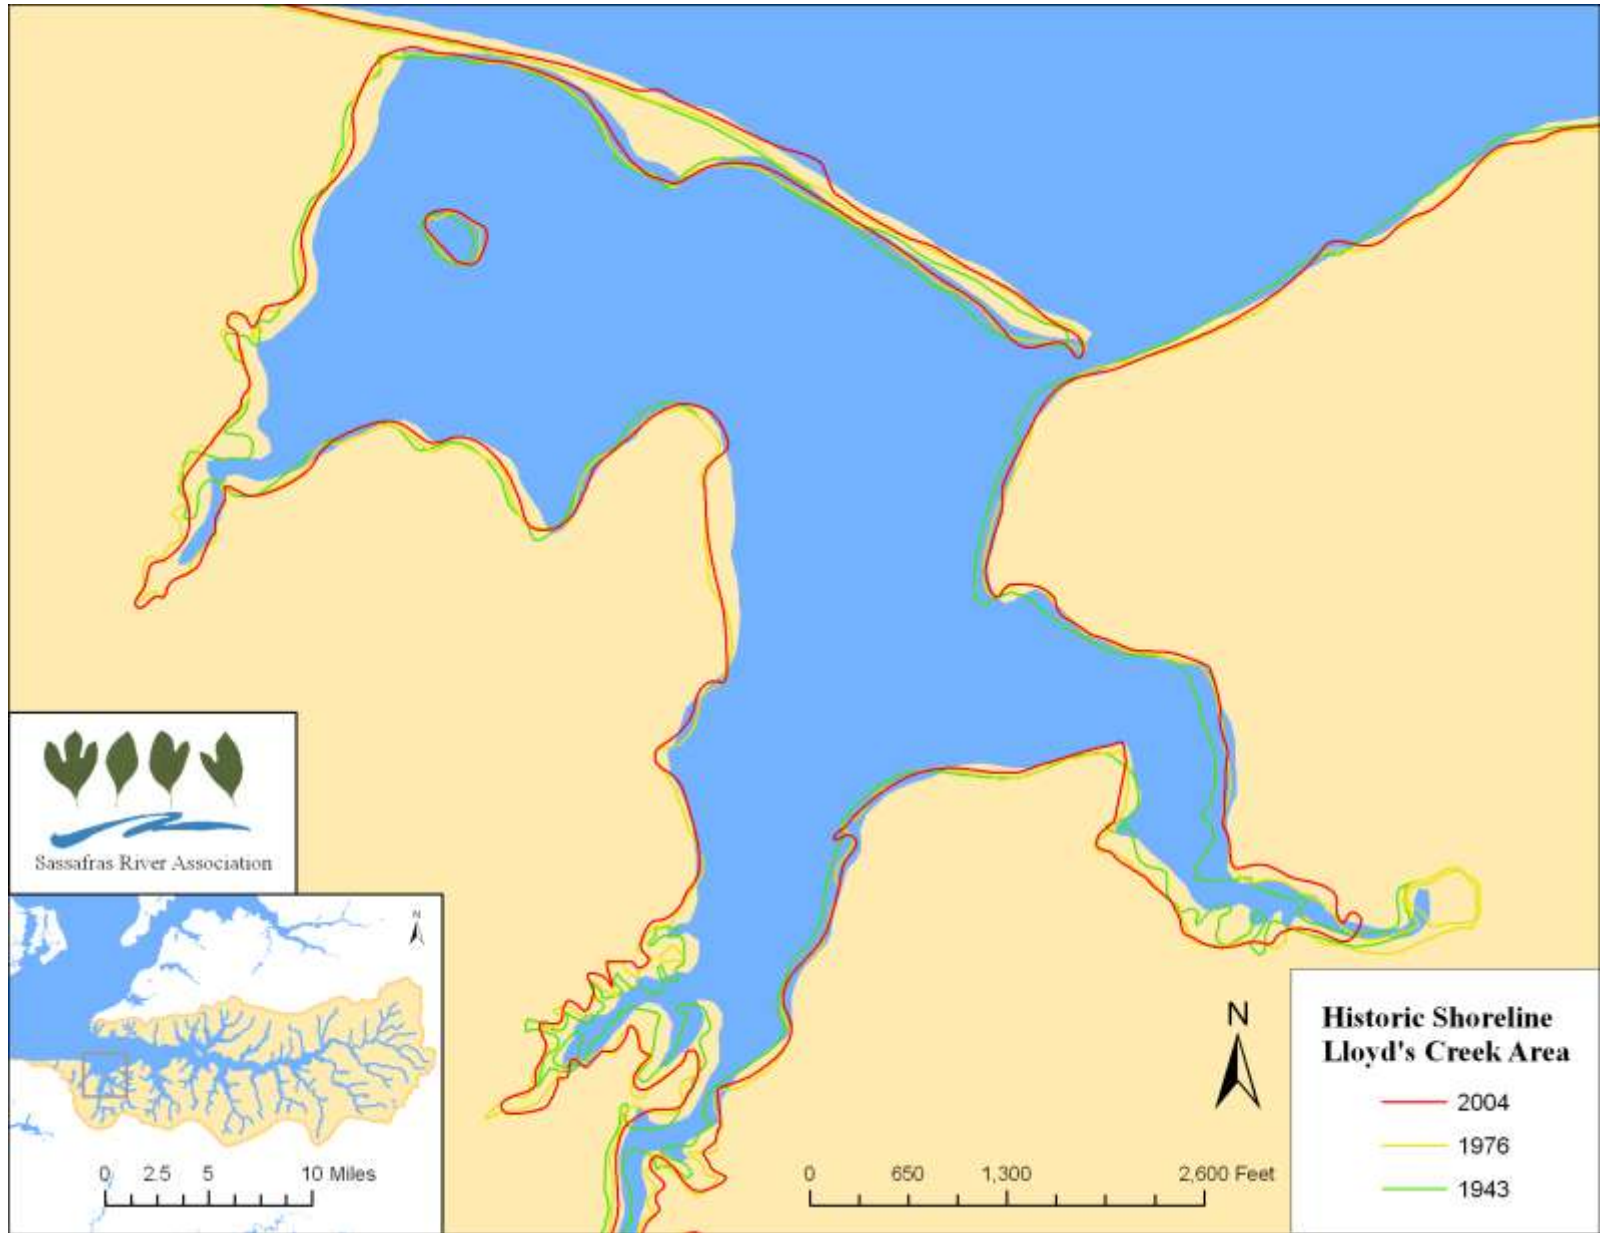 Sassafras River Association
N
0 2.5 5 10 Miles
N
0 650 1,300 2,600 Feet
Historic Shoreline
Lloyd's Creek Area
2004
1976
1943